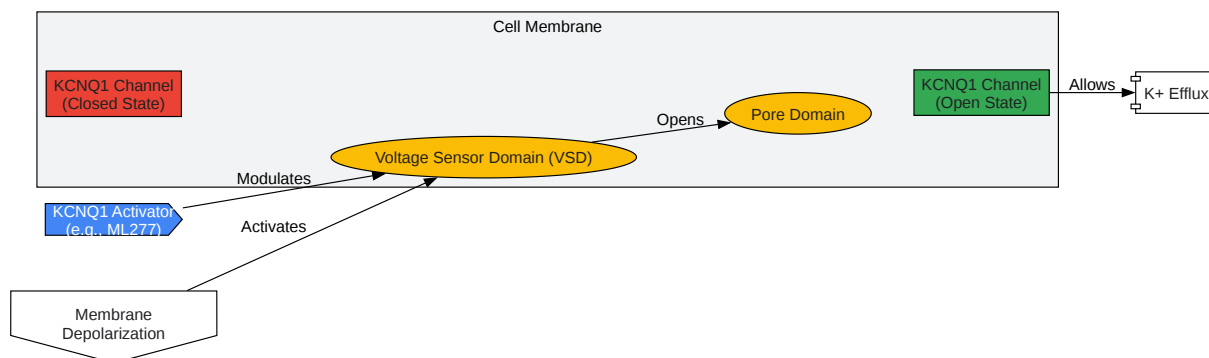 Cell Membrane
KCNQ1 Channel
(Closed State)
KCNQ1 Channel
(Open State)
Allows
K+ Efflux
Opens
Pore Domain
Voltage Sensor Domain (VSD)
Modulates
KCNQ1 Activator
(e.g., ML277)
Activates
Membrane
Depolarization